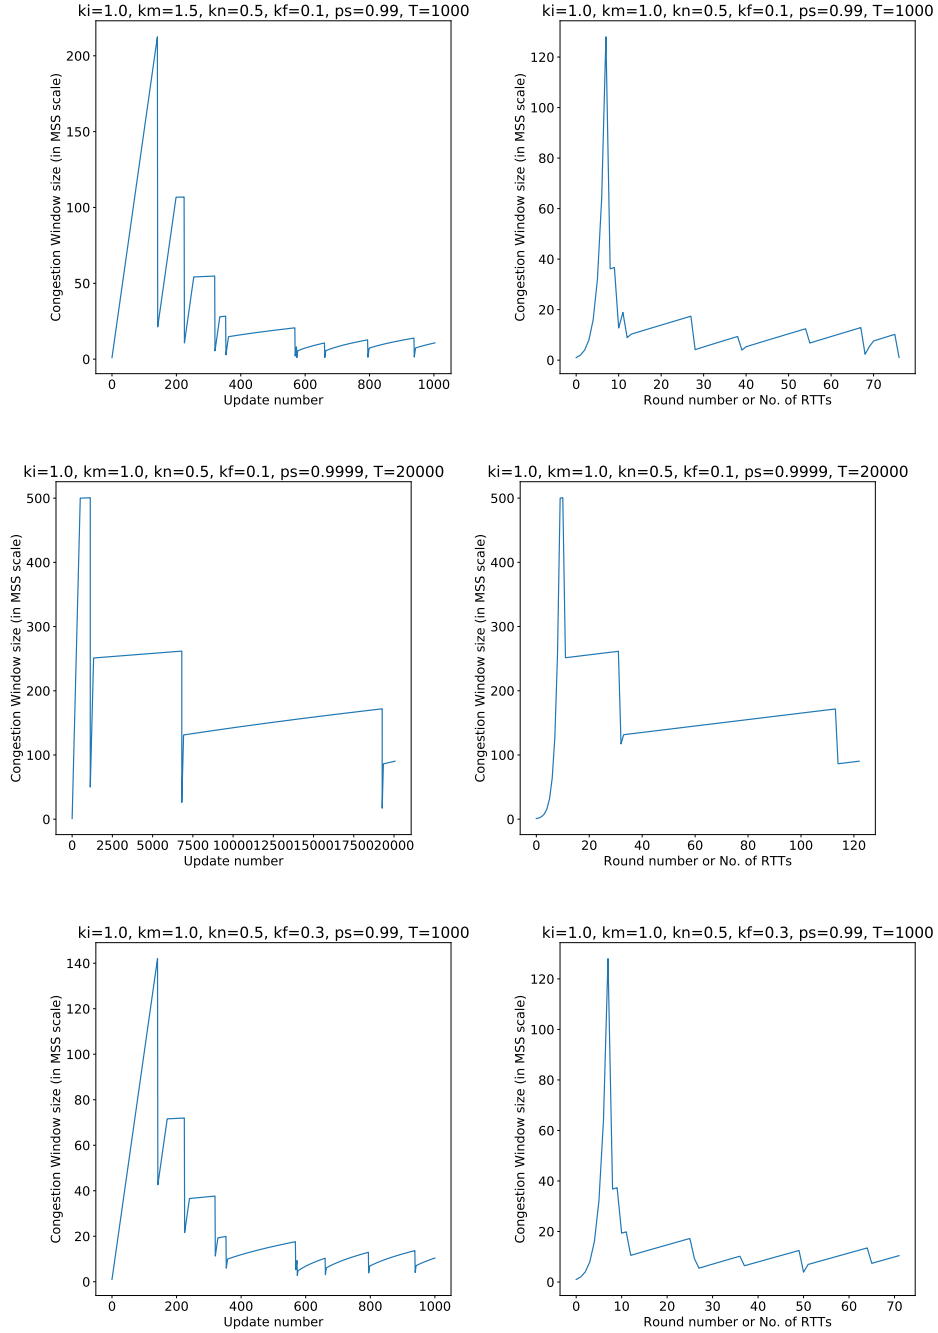 ki=1.0, km=1.5, kn=0.5, kf=0.1, ps=0.99, T=1000
Congestion Window size (in MSS scale)
200
150
100
50
0
0 200 400 600 800 1000
Update number
ki=1.0, km=1.0, kn=0.5, kf=0.1, ps=0.99, T=1000
Congestion Window size (in MSS scale)
120
100
80
60
40
20
0
0 10 20 30 40 50 60 70
Round number or No. of RTTs
ki=1.0, km=1.0, kn=0.5, kf=0.1, ps=0.9999, T=20000
Congestion Window size (in MSS scale)
500
400
300
200
100
0
0 2500 5000 7500 10000 12500 15000 17500 20000
Update number
ki=1.0, km=1.0, kn=0.5, kf=0.1, ps=0.9999, T=20000
Congestion Window size (in MSS scale)
500
400
300
200
100
0
0 20 40 60 80 100 120
Round number or No. of RTTs
ki=1.0, km=1.0, kn=0.5, kf=0.3, ps=0.99, T=1000
Congestion Window size (in MSS scale)
140
120
100
80
60
40
20
0
0 200 400 600 800 1000
Update number
ki=1.0, km=1.0, kn=0.5, kf=0.3, ps=0.99, T=1000
Congestion Window size (in MSS scale)
120
100
80
60
40
20
0
0 10 20 30 40 50 60 70
Round number or No. of RTTs